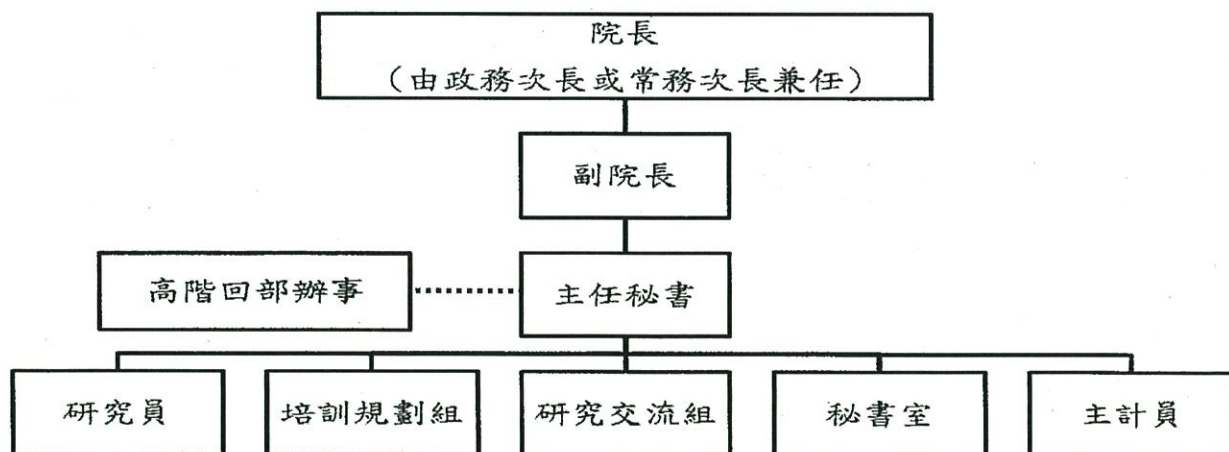 院長
（由政務次長或常務次長兼任）
副院長
高階回部辦事
主任秘書
研究員
培訓規劃組
研究交流組
秘書室
主計員